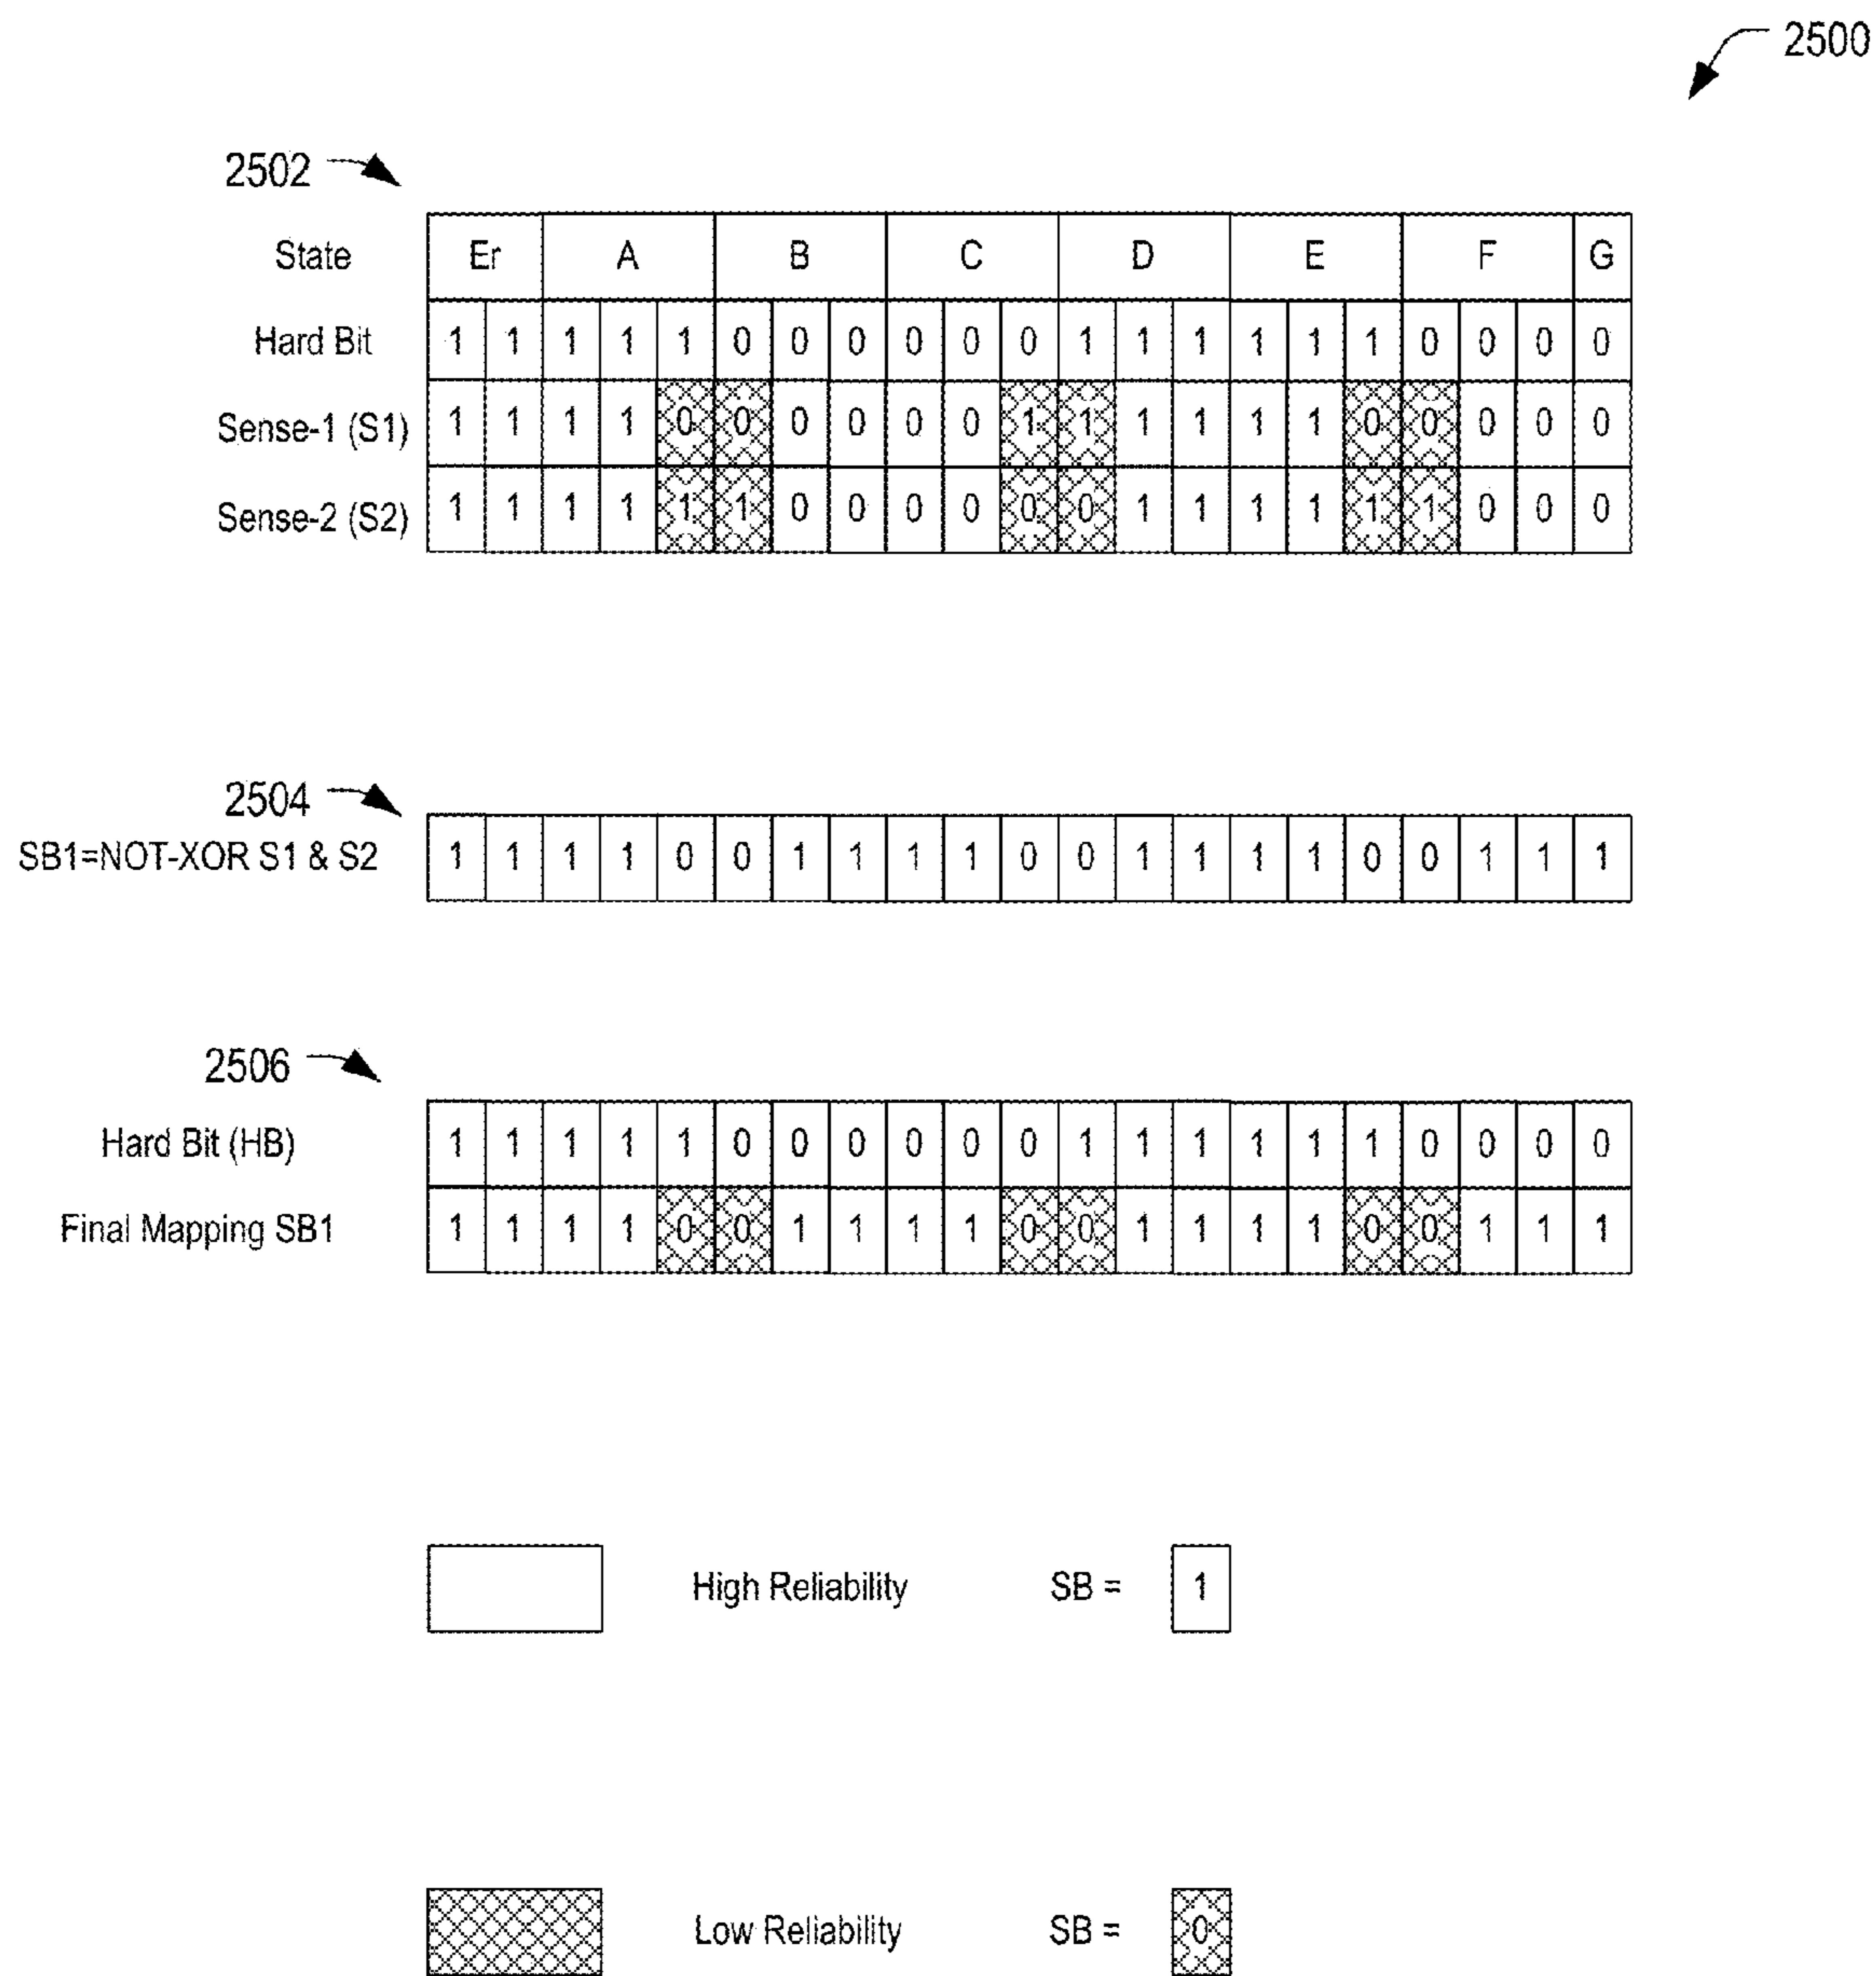 2500
2502
State Er A B C D E F G
Hard Bit 1 1 1 1 1 0 0 0 0 0 0 1 1 1 1 1 1 0 0 0 0
Sense-1 (S1) 1 1 1 1 0 0 0 0 0 0 1 1 1 1 1 1 0 0 0 0 0
Sense-2 (S2) 1 1 1 1 1 1 0 0 0 0 0 0 1 1 1 1 1 1 0 0 0
2504
SB1=NOT-XOR S1 & S2 1 1 1 1 0 0 1 1 1 1 0 0 1 1 1 1 0 0 1 1 1
2506
Hard Bit (HB) 1 1 1 1 1 0 0 0 0 0 0 1 1 1 1 1 1 0 0 0 0
Final Mapping SB1 1 1 1 1 0 0 1 1 1 1 0 0 1 1 1 1 0 0 1 1 1
High Reliability SB = 1
Low Reliability SB = 0